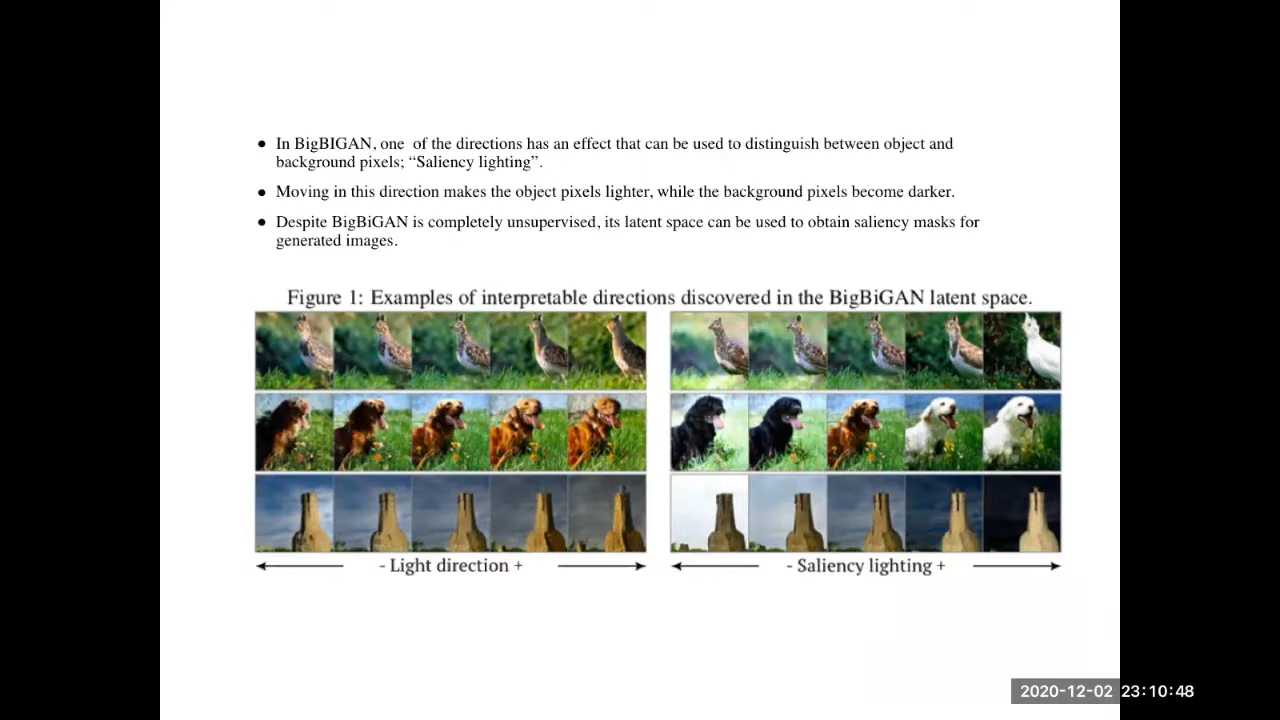 ● In BigBIGAN, one of the directions has an effect that can be used to distinguish between object and
background pixels; “Saliency lighting”.
● Moving in this direction makes the object pixels lighter, while the background pixels become darker.
● Despite BigBiGAN is completely unsupervised, its latent space can be used to obtain saliency masks for
generated images.
Figure 1: Examples of interpretable directions discovered in the BigBiGAN latent space.
- Light direction +
- Saliency lighting +
2020-12-02 23:10:48